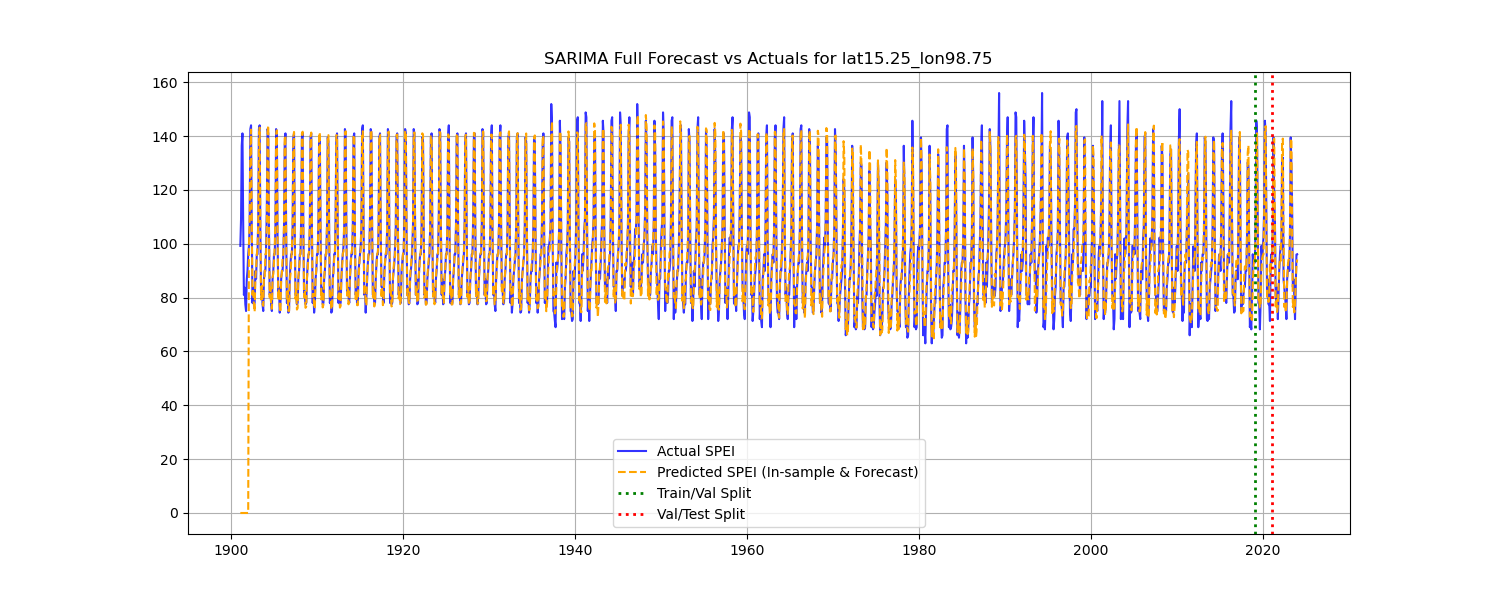 SARIMA Full Forecast vs Actuals for lat15.25_lon98.75
160
140
120
100
80
60
40
20
0
Actual SPEI
Predicted SPEI (In-sample & Forecast)
Train/Val Split
Val/Test Split
1900 1920 1940 1960 1980 2000 2020